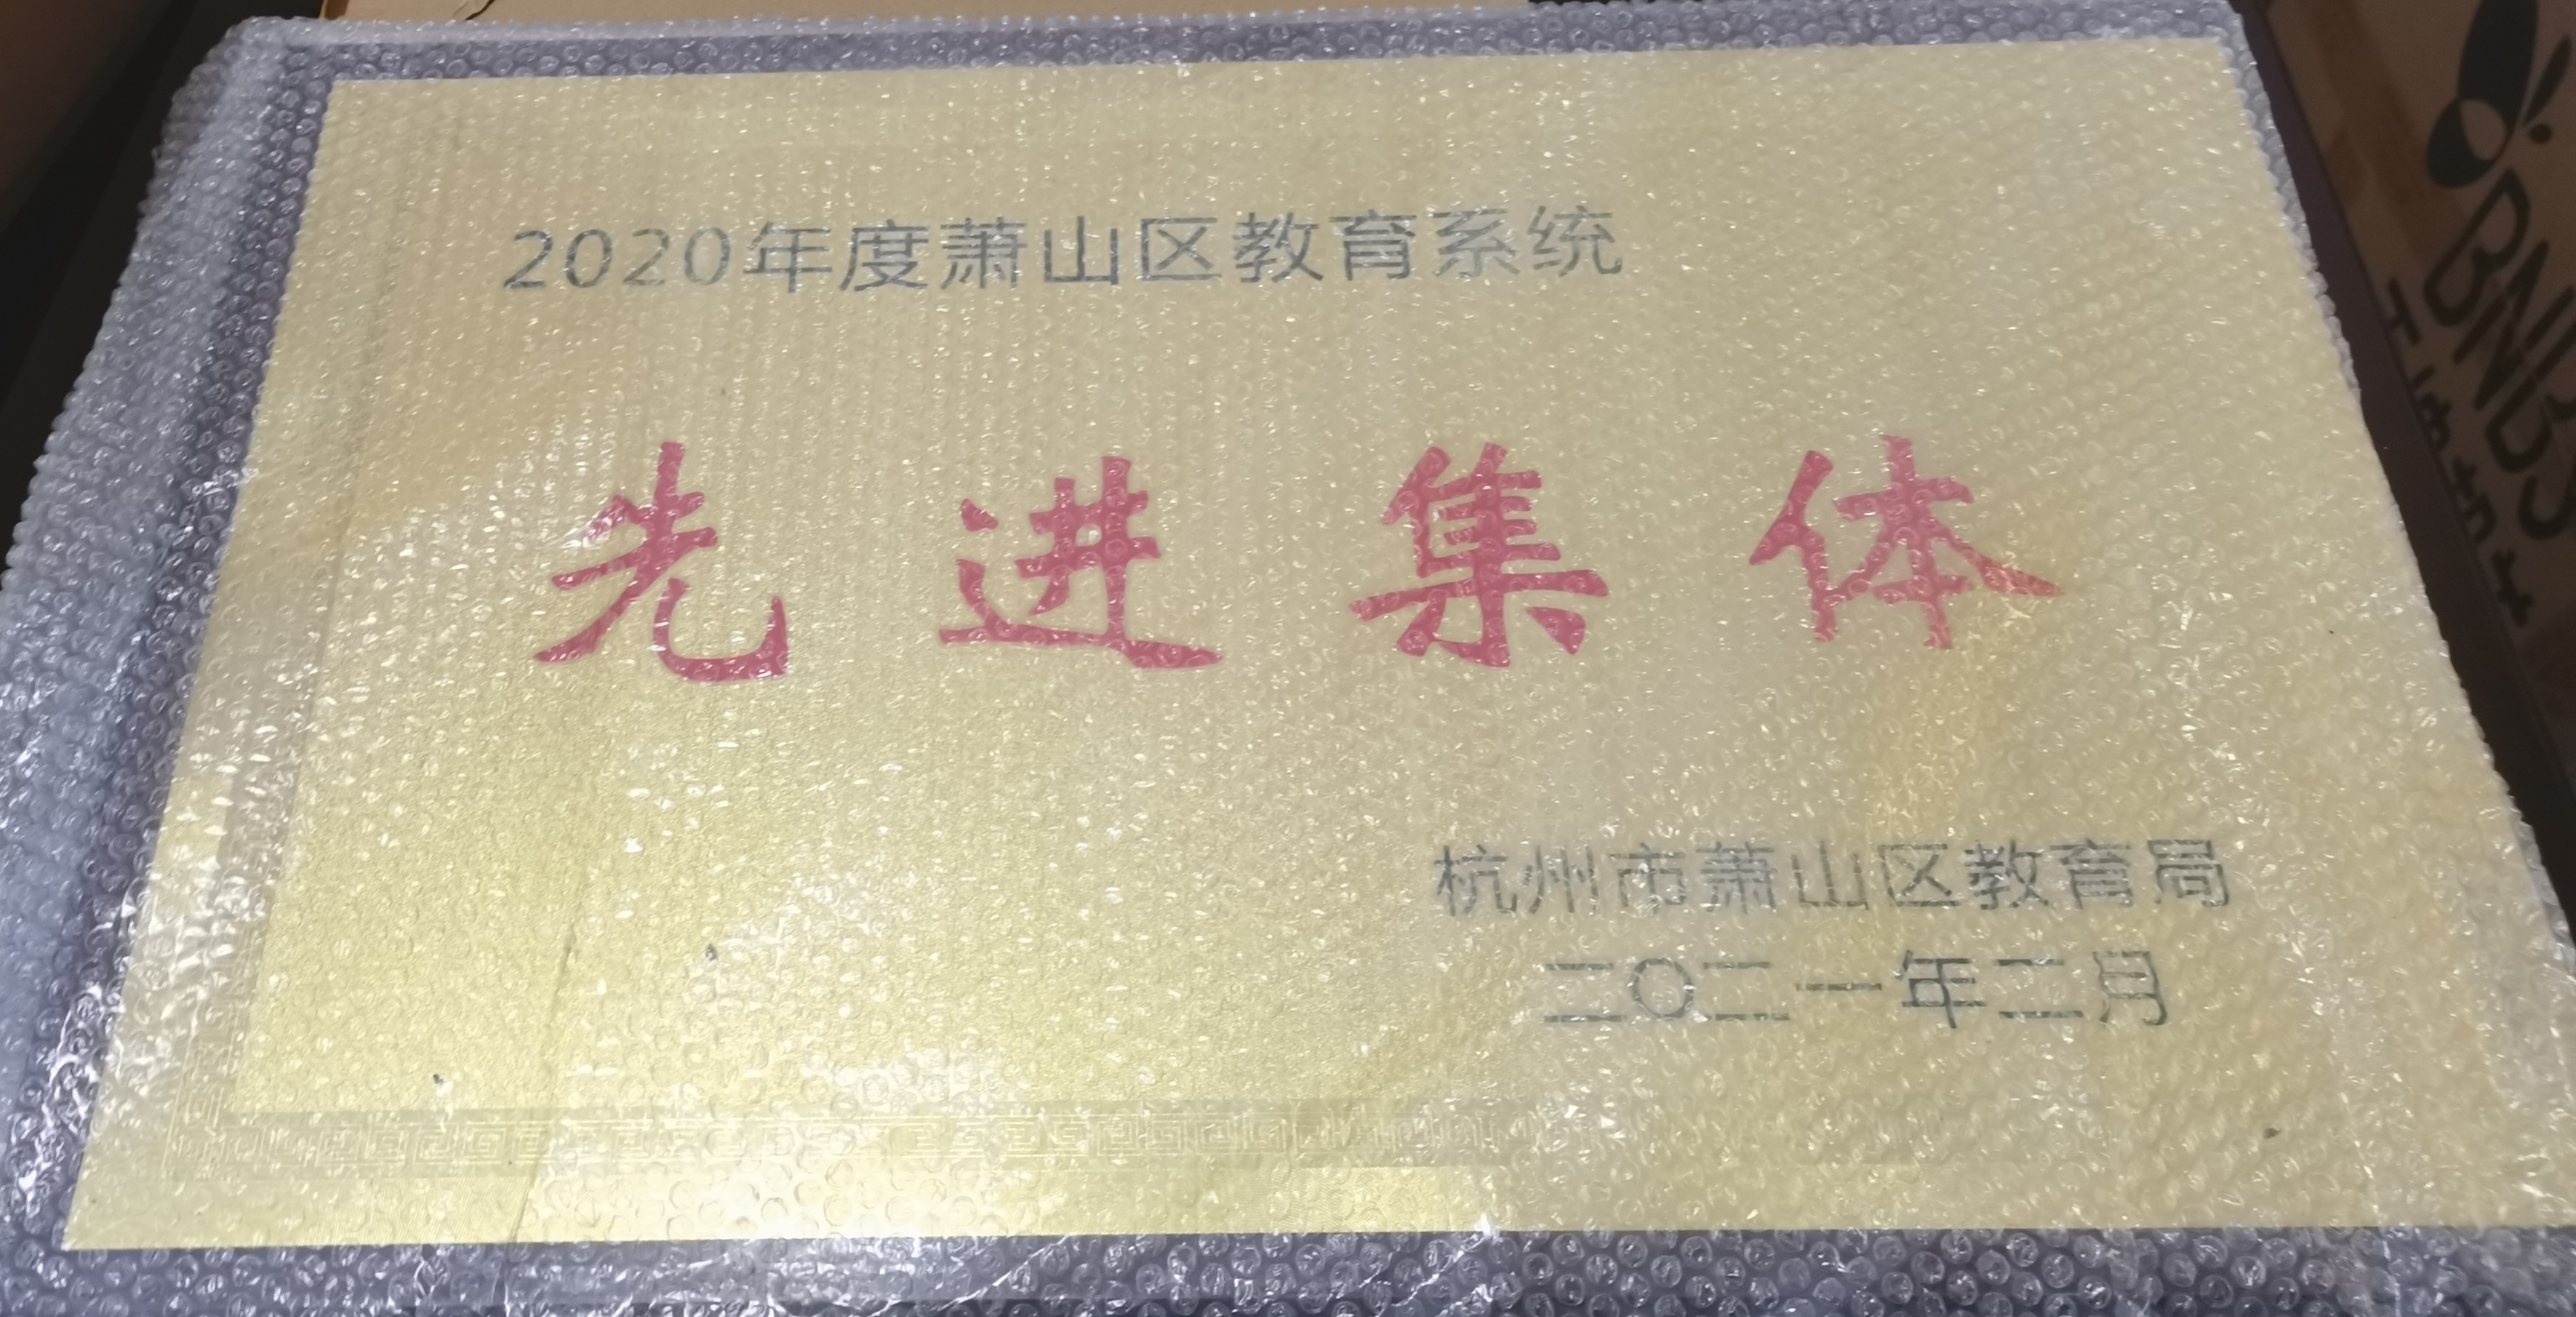 2020年度萧山区教育系统
先进集体
杭州市萧山区教育局
二〇二一年二月